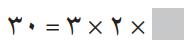 ۳۰ = ۳ × ۲ ×